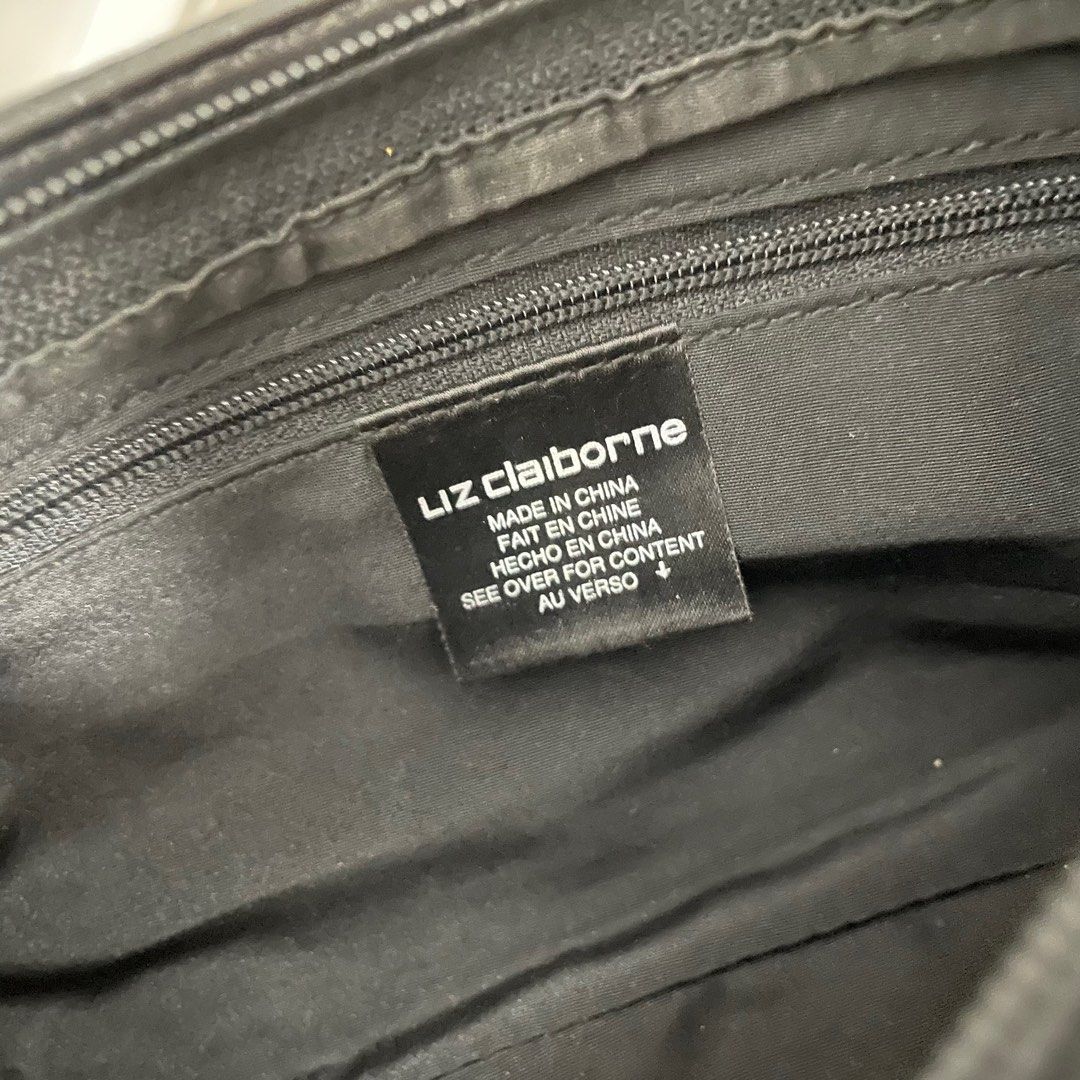 LIZ claiborne
MADE IN CHINA
FAIT EN CHINE
HECHO EN CHINA
SEE OVER FOR CONTENT
AU VERSO ↓